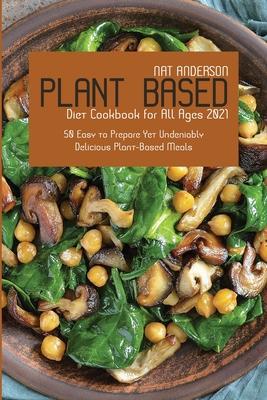 NAT ANDERSON
PLANT BASED
Diet Cookbook for All Ages 2021
50 Easy to Prepare Yet Undeniably
Delicious Plant-Based Meals